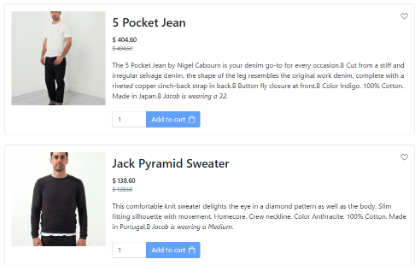 5 Pocket Jean
$ 404.60
$ 404.60
The 5 Pocket Jean by Nigel Cabourn is your denim go-to for every occasion.B Cut from a stiff and
irregular selvage denim, the shape of the leg resembles the original work denim, complete with a
riveted copper cinch-back strap in back.B Button fly closure at front.B Color Indigo. 100% Cotton.
Made in Japan.B Jacob is wearing a 32.
1 Add to cart
Jack Pyramid Sweater
$ 138.60
This comfortable knit sweater delights the eye in a diamond pattern as well as the body. Slim
fitting silhouette with movement. Homecore. Crew neckline. Color Anthracite. 100% Cotton. Made
in Portugal.B Jacob is wearing a Medium.
1 Add to cart